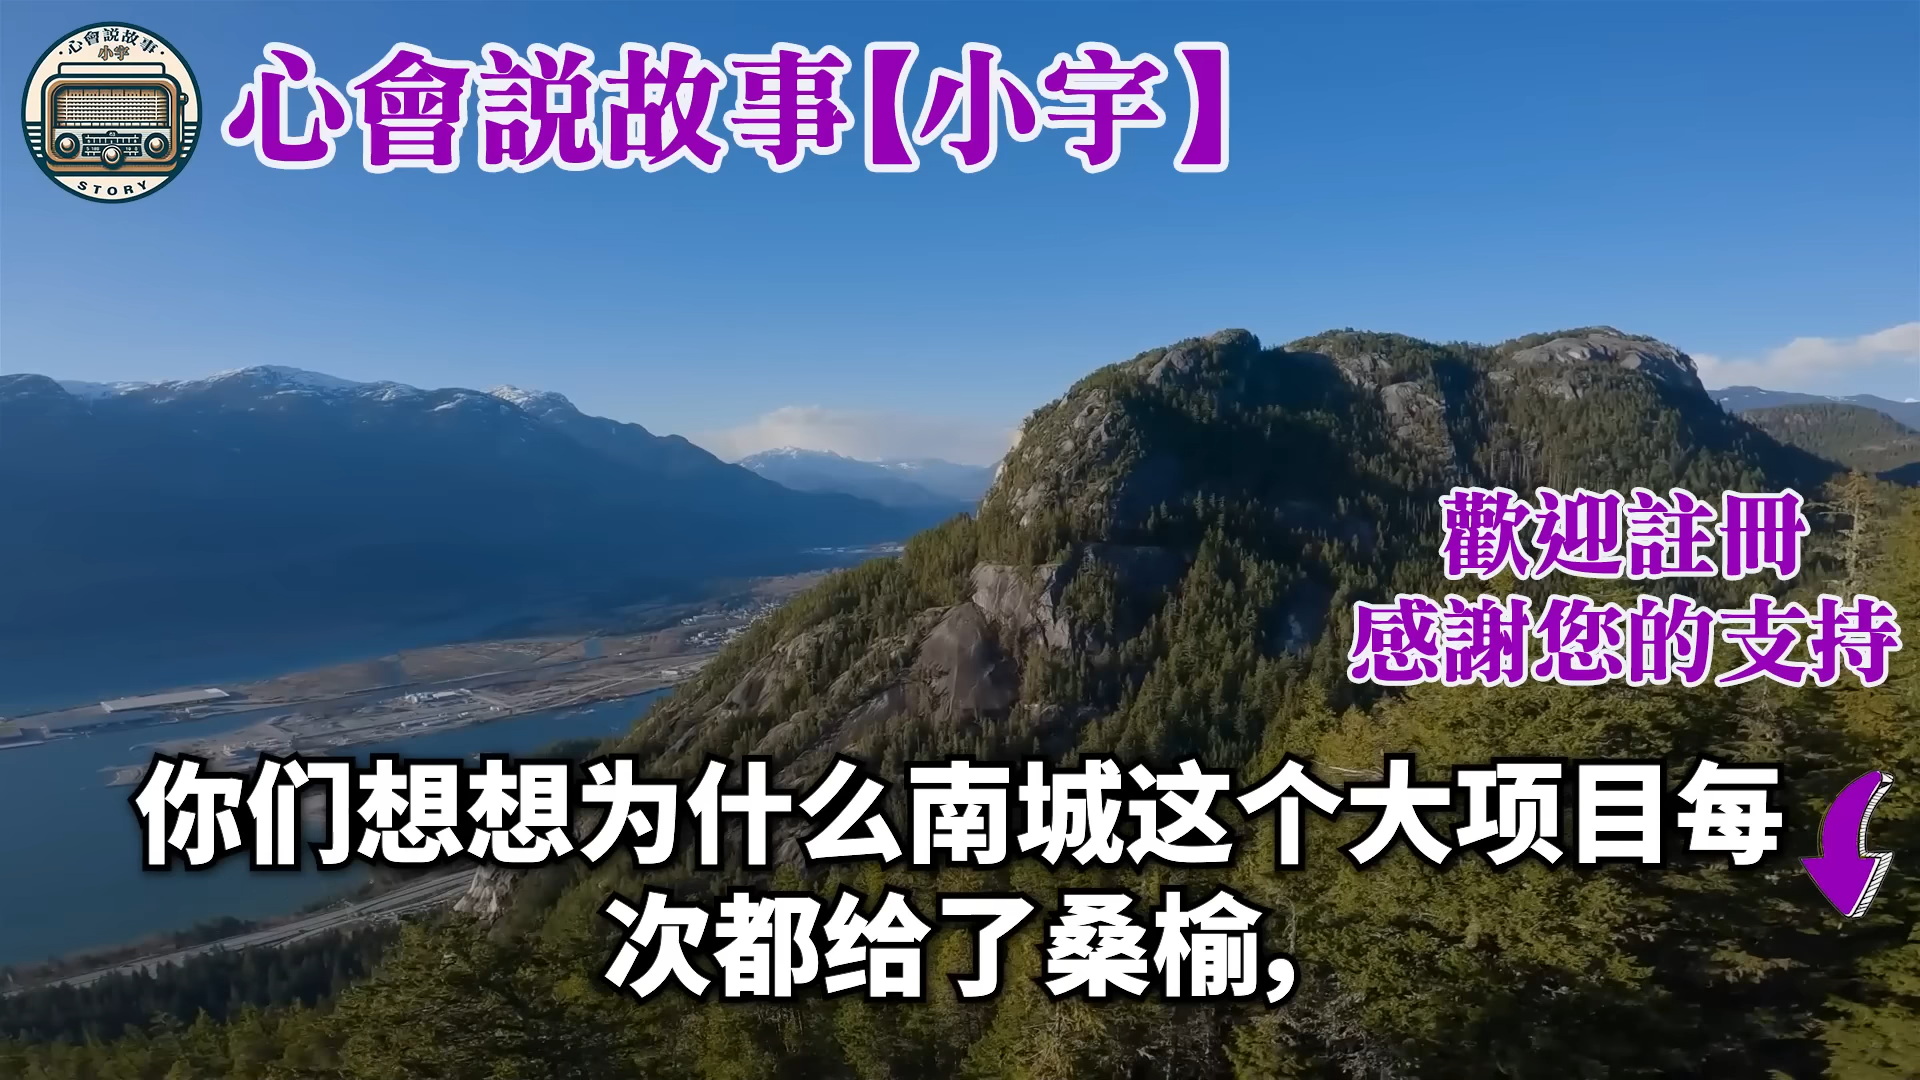 ·心會説故事·
小宇
STORY
心會説故事【小宇】
歡迎註冊
感謝您的支持
你们想想为什么南城这个大项目每
次都给了桑榆,